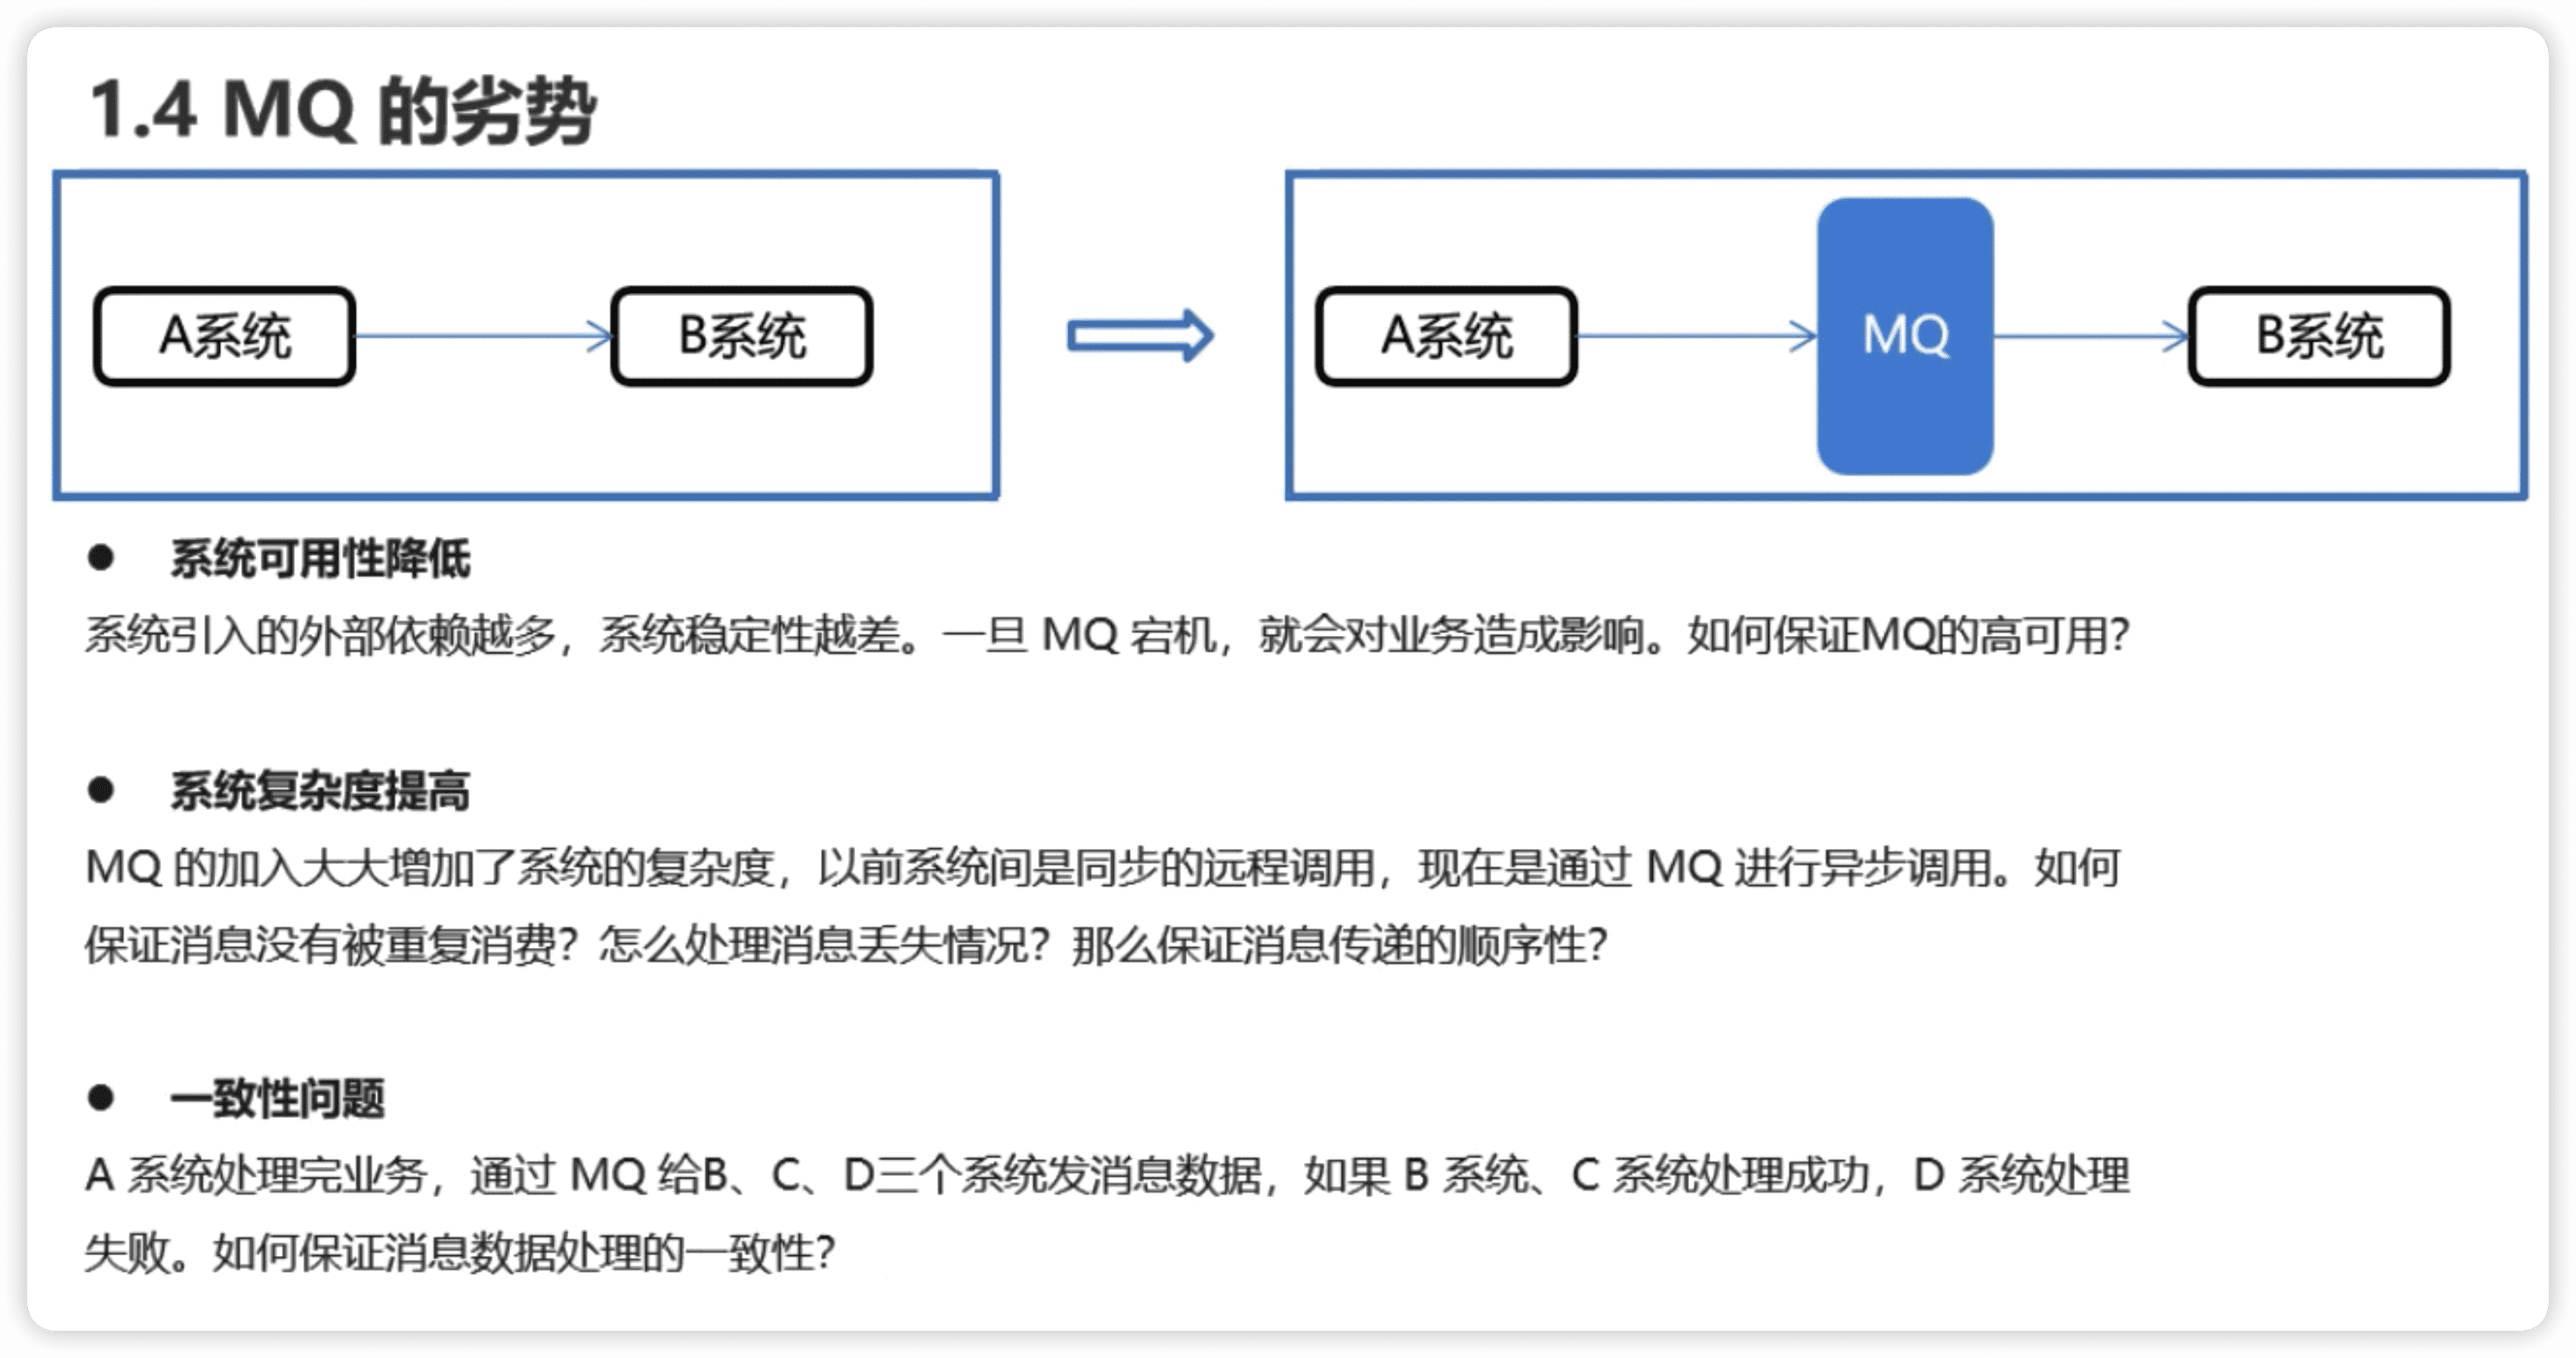 1.4 MQ 的劣势
A系统
B系统
A系统
MQ
B系统
● 系统可用性降低
系统引入的外部依赖越多，系统稳定性越差。一旦 MQ 宕机，就会对业务造成影响。如何保证MQ的高可用？
● 系统复杂度提高
MQ 的加入大大增加了系统的复杂度，以前系统间是同步的远程调用，现在是通过 MQ 进行异步调用。如何
保证消息没有被重复消费？怎么处理消息丢失情况？那么保证消息传递的顺序性？
● 一致性问题
A 系统处理完业务，通过 MQ 给B、C、D三个系统发消息数据，如果 B 系统、C 系统处理成功，D 系统处理
失败。如何保证消息数据处理的一致性？